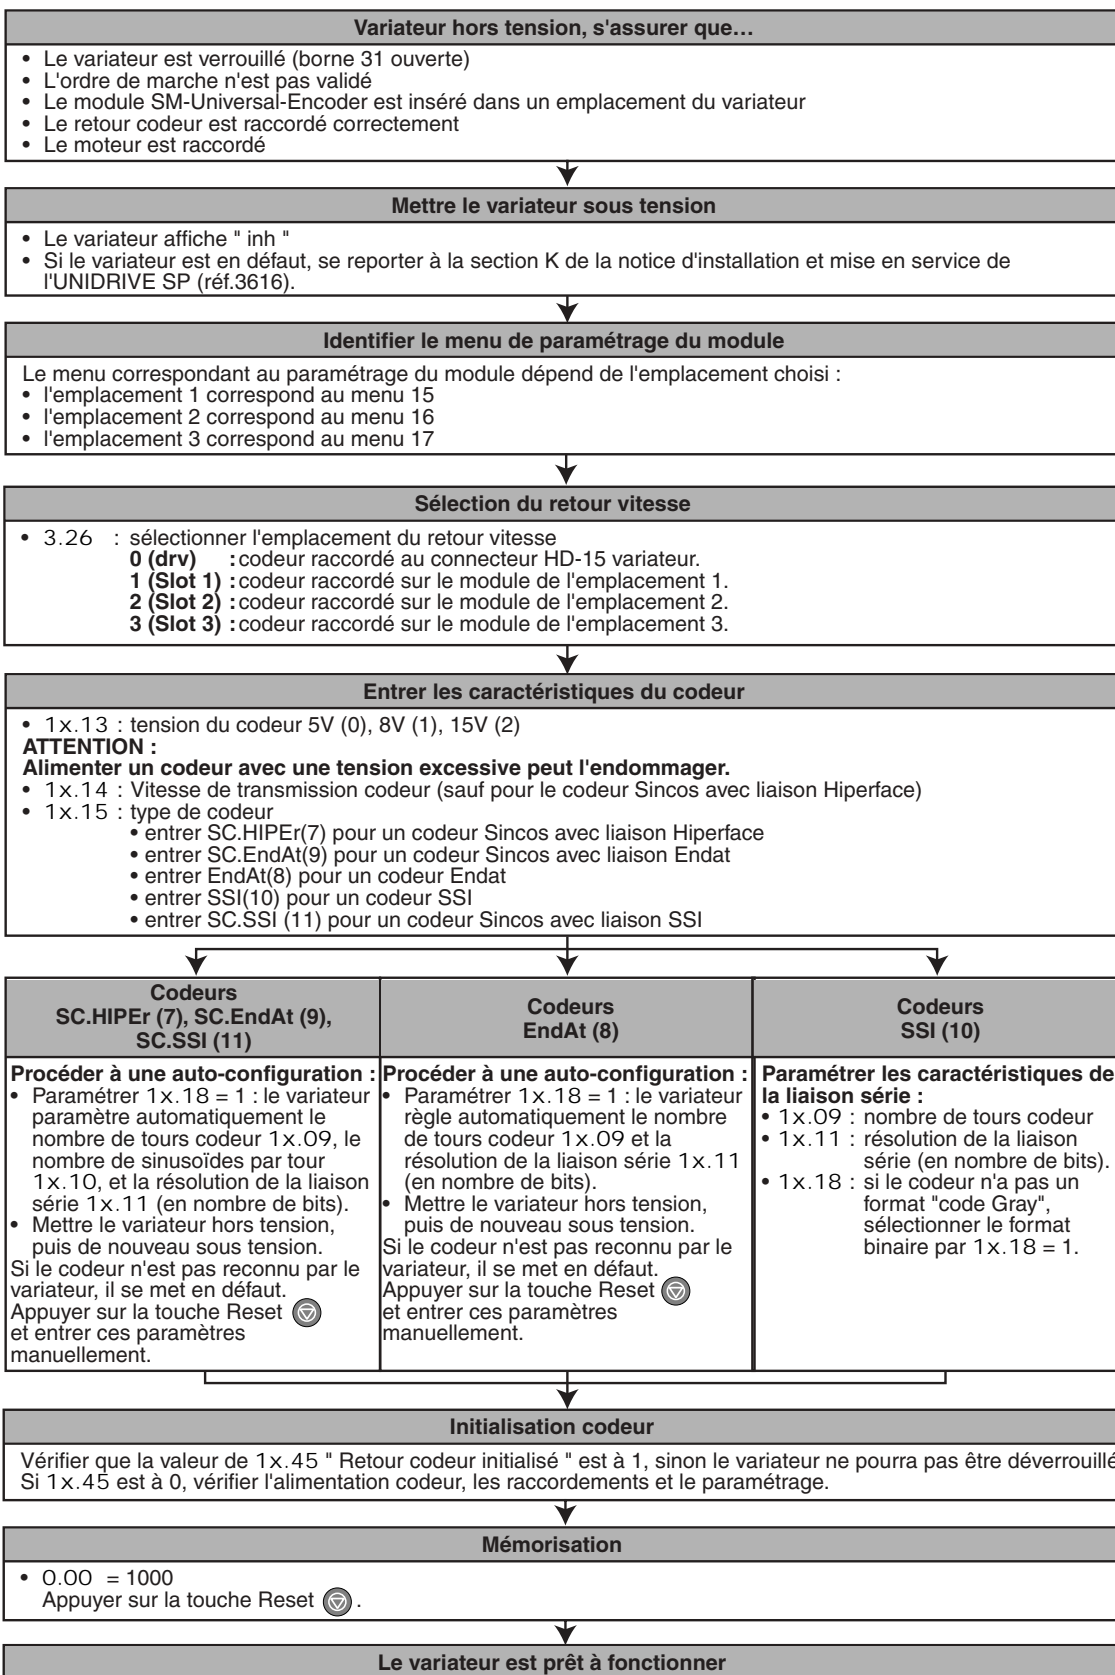 Variateur hors tension, s'assurer que…
• Le variateur est verrouillé (borne 31 ouverte)
• L'ordre de marche n'est pas validé
• Le module SM-Universal-Encoder est inséré dans un emplacement du variateur
• Le retour codeur est raccordé correctement
• Le moteur est raccordé
Mettre le variateur sous tension
• Le variateur affiche " inh "
• Si le variateur est en défaut, se reporter à la section K de la notice d'installation et mise en service de
l'UNIDRIVE SP (réf.3616).
Identifier le menu de paramétrage du module
Le menu correspondant au paramétrage du module dépend de l'emplacement choisi :
• l'emplacement 1 correspond au menu 15
• l'emplacement 2 correspond au menu 16
• l'emplacement 3 correspond au menu 17
Sélection du retour vitesse
• 3.26 : sélectionner l'emplacement du retour vitesse
0 (drv) : codeur raccordé au connecteur HD-15 variateur.
1 (Slot 1) : codeur raccordé sur le module de l'emplacement 1.
2 (Slot 2) : codeur raccordé sur le module de l'emplacement 2.
3 (Slot 3) : codeur raccordé sur le module de l'emplacement 3.
Entrer les caractéristiques du codeur
• 1x.13 : tension du codeur 5V (0), 8V (1), 15V (2)
ATTENTION :
Alimenter un codeur avec une tension excessive peut l'endommager.
• 1x.14 : Vitesse de transmission codeur (sauf pour le codeur Sincos avec liaison Hiperface)
• 1x.15 : type de codeur
• entrer SC.HIPEr(7) pour un codeur Sincos avec liaison Hiperface
• entrer SC.EndAt(9) pour un codeur Sincos avec liaison Endat
• entrer EndAt(8) pour un codeur Endat
• entrer SSI(10) pour un codeur SSI
• entrer SC.SSI (11) pour un codeur Sincos avec liaison SSI
Codeurs
SC.HIPEr (7), SC.EndAt (9),
SC.SSI (11)
Procéder à une auto-configuration :
• Paramétrer 1x.18 = 1 : le variateur
paramètre automatiquement le
nombre de tours codeur 1x.09, le
nombre de sinusoïdes par tour
1x.10, et la résolution de la liaison
série 1x.11 (en nombre de bits).
• Mettre le variateur hors tension,
puis de nouveau sous tension.
Si le codeur n'est pas reconnu par le
variateur, il se met en défaut.
Appuyer sur la touche Reset
et entrer ces paramètres
manuellement.
Codeurs
EndAt (8)
Procéder à une auto-configuration :
• Paramétrer 1x.18 = 1 : le variateur
règle automatiquement le nombre
de tours codeur 1x.09 et la
résolution de la liaison série 1x.11
(en nombre de bits).
• Mettre le variateur hors tension,
puis de nouveau sous tension.
Si le codeur n'est pas reconnu par le
variateur, il se met en défaut.
Appuyer sur la touche Reset
et entrer ces paramètres
manuellement.
Codeurs
SSI (10)
Paramétrer les caractéristiques de
la liaison série :
• 1x.09 : nombre de tours codeur
• 1x.11 : résolution de la liaison
série (en nombre de bits).
• 1x.18 : si le codeur n'a pas un
format "code Gray",
sélectionner le format
binaire par 1x.18 = 1.
Initialisation codeur
Vérifier que la valeur de 1x.45 " Retour codeur initialisé " est à 1, sinon le variateur ne pourra pas être déverrouillé
Si 1x.45 est à 0, vérifier l'alimentation codeur, les raccordements et le paramétrage.
Mémorisation
• 0.00 = 1000
Appuyer sur la touche Reset .
Le variateur est prêt à fonctionner